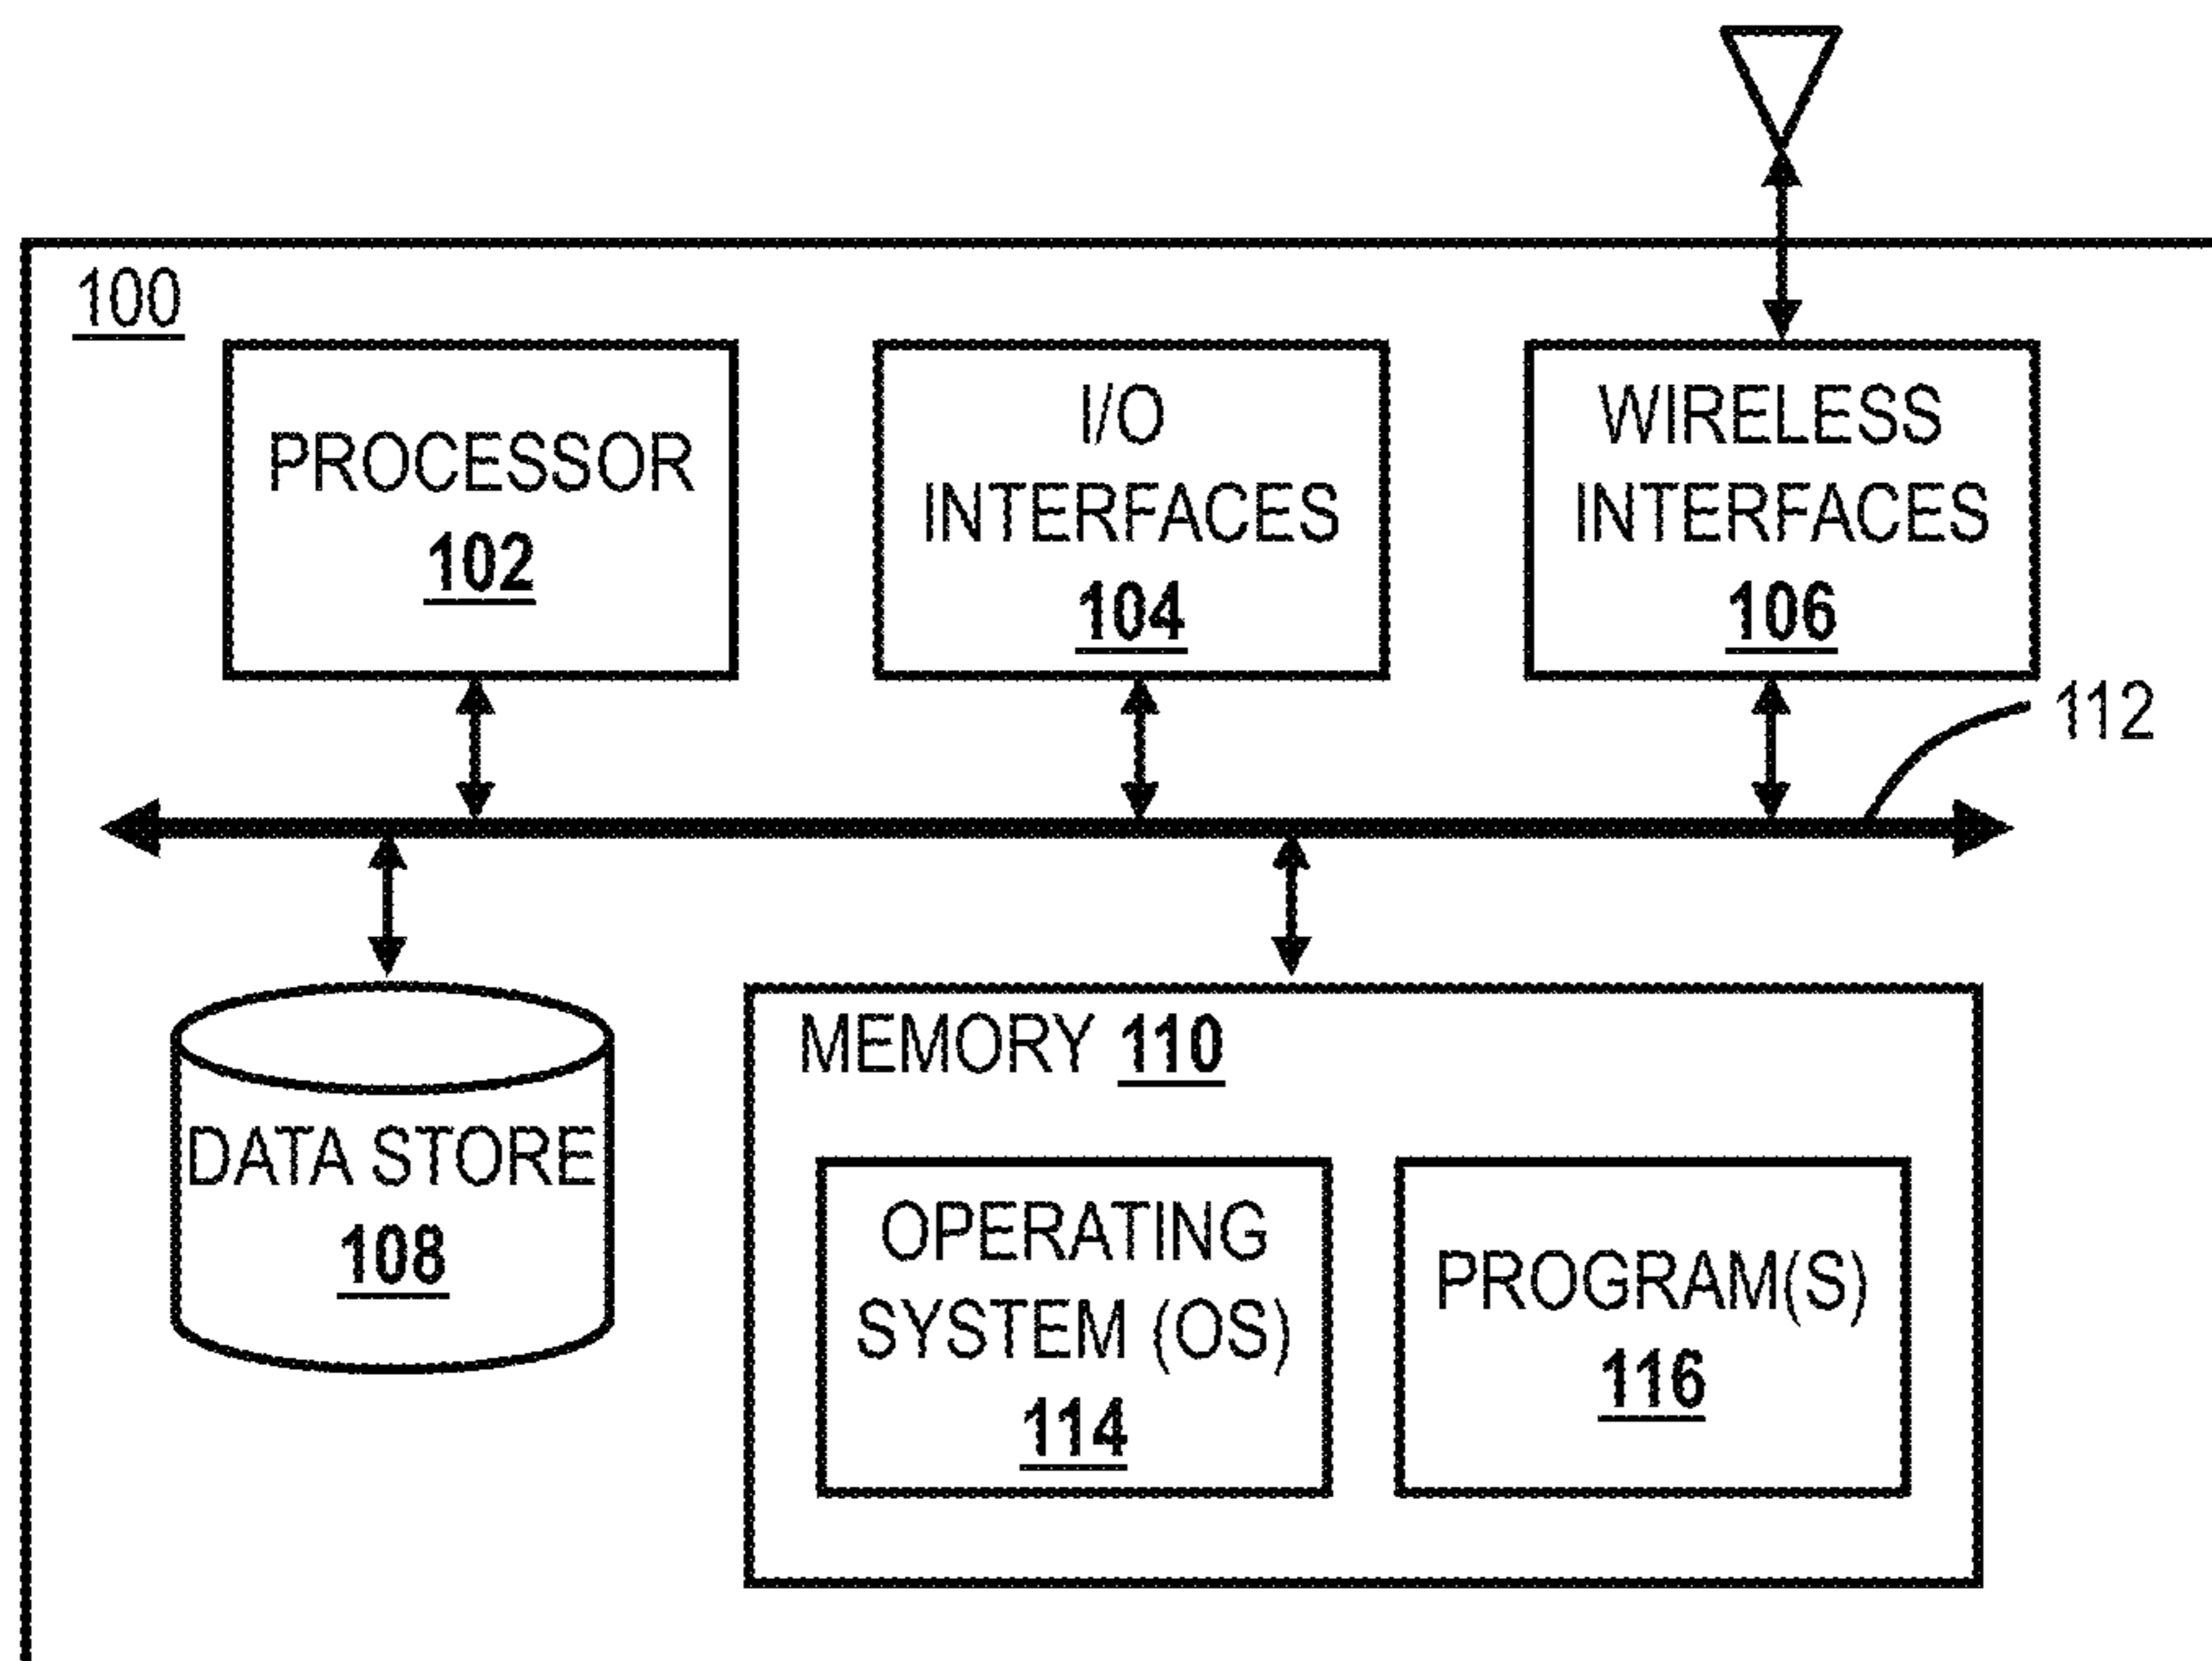 100
PROCESSOR
102
I/O
INTERFACES
104
WIRELESS
INTERFACES
106
112
DATA STORE
108
MEMORY 110
OPERATING
SYSTEM (OS)
114
PROGRAM(S)
116